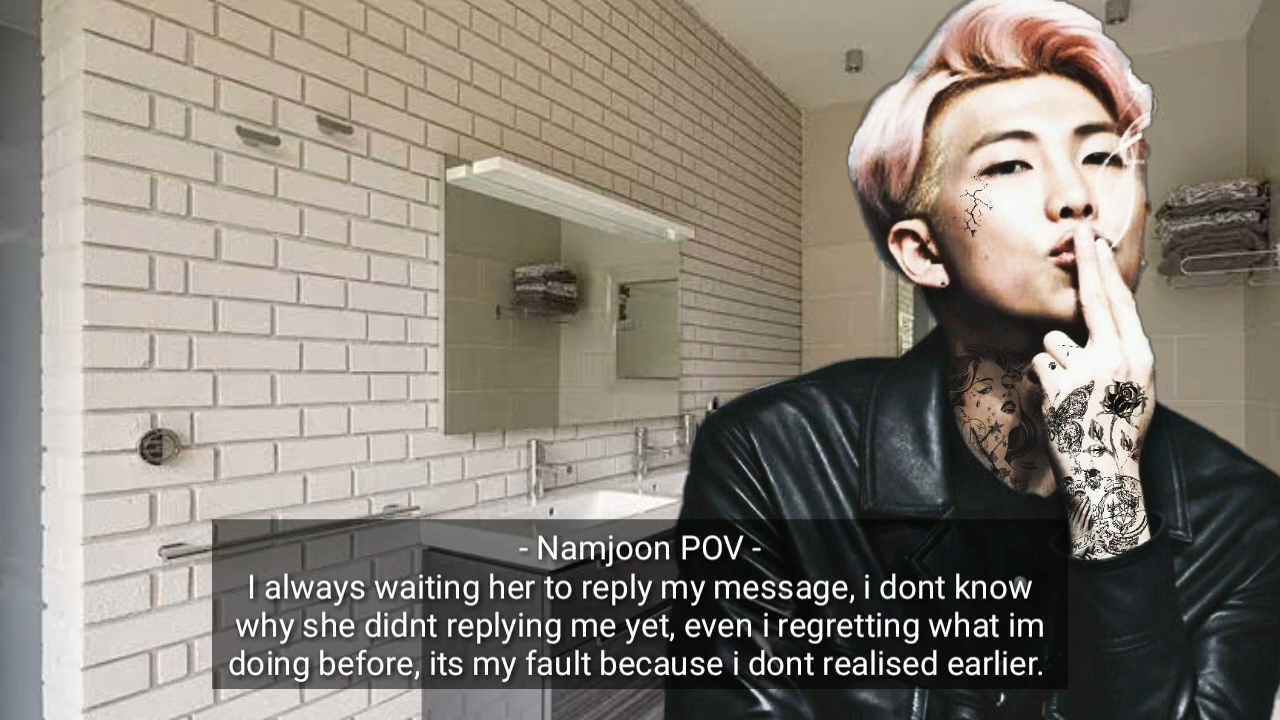 - Namjoon POV -
I always waiting her to reply my message, i dont know
why she didnt replying me yet, even i regretting what im
doing before, its my fault because i dont realised earlier.